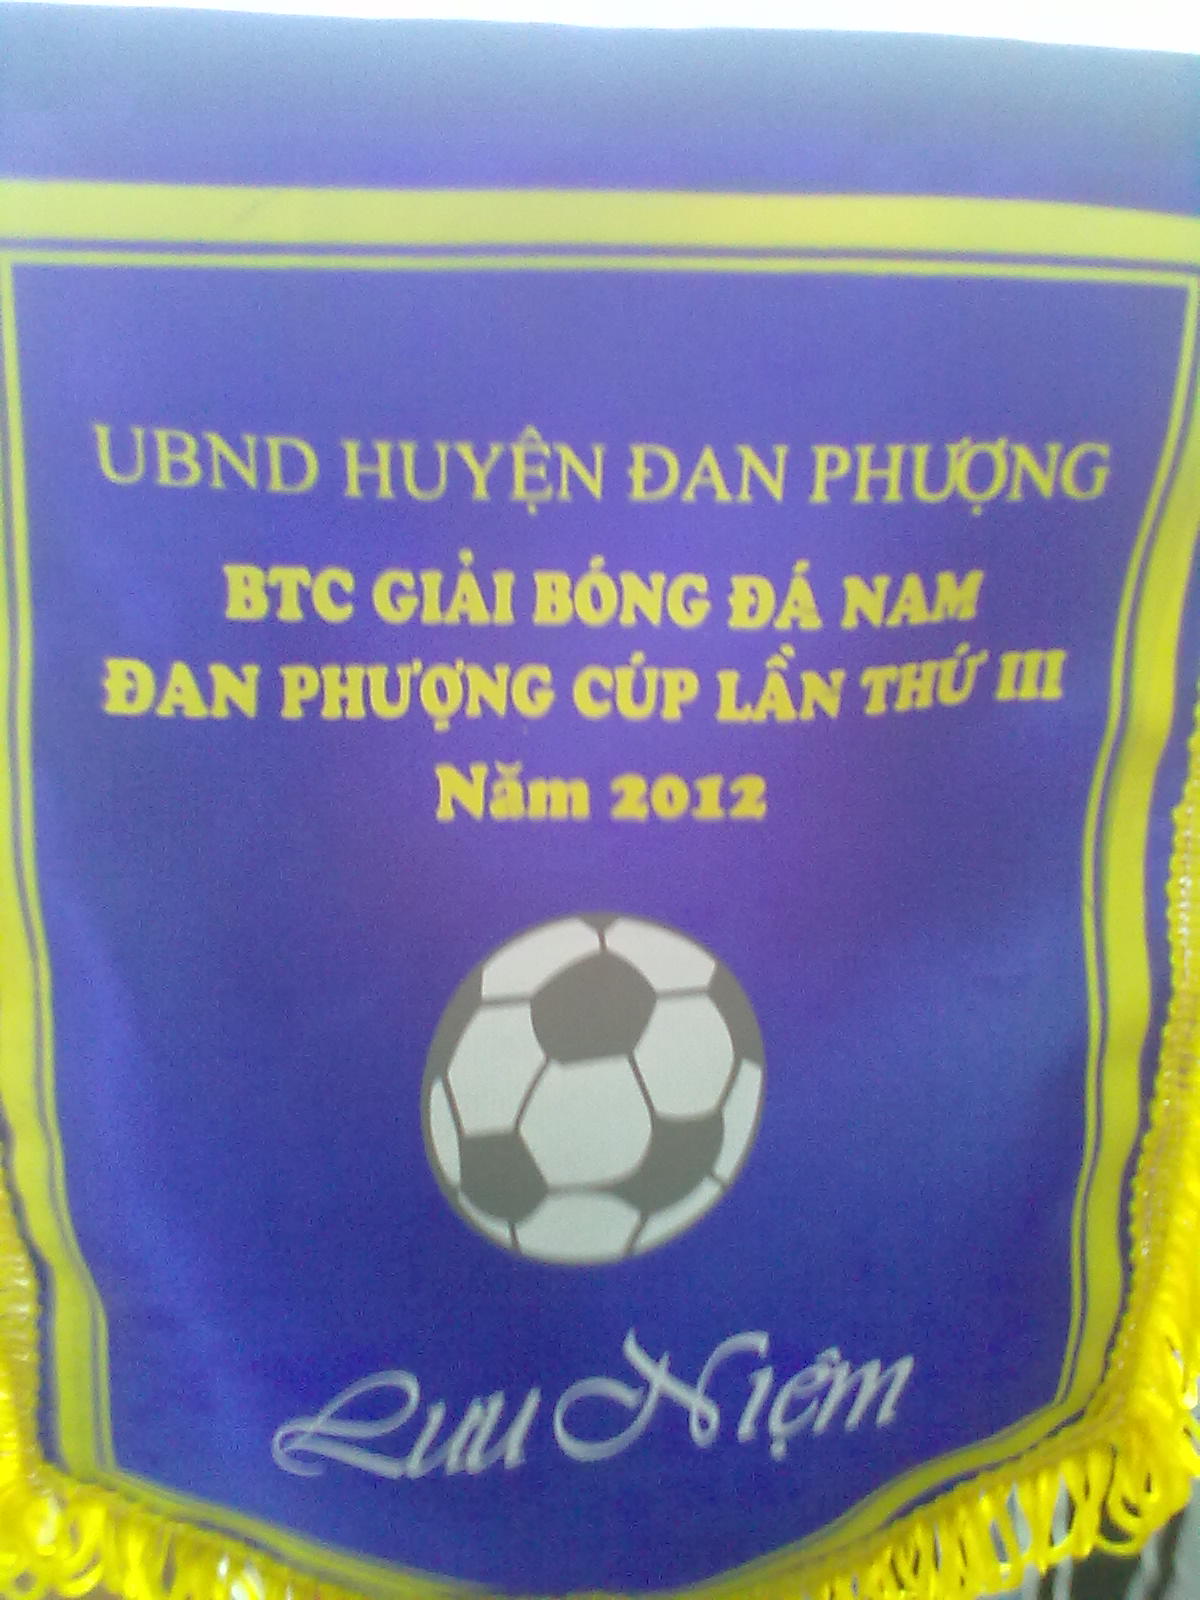 UBND HUYỆN ĐAN PHƯỢNG
BTC GIẢI BÓNG ĐÁ NAM
ĐAN PHƯỢNG CÚP LẦN THỨ III
Năm 2012
Lưu Niệm